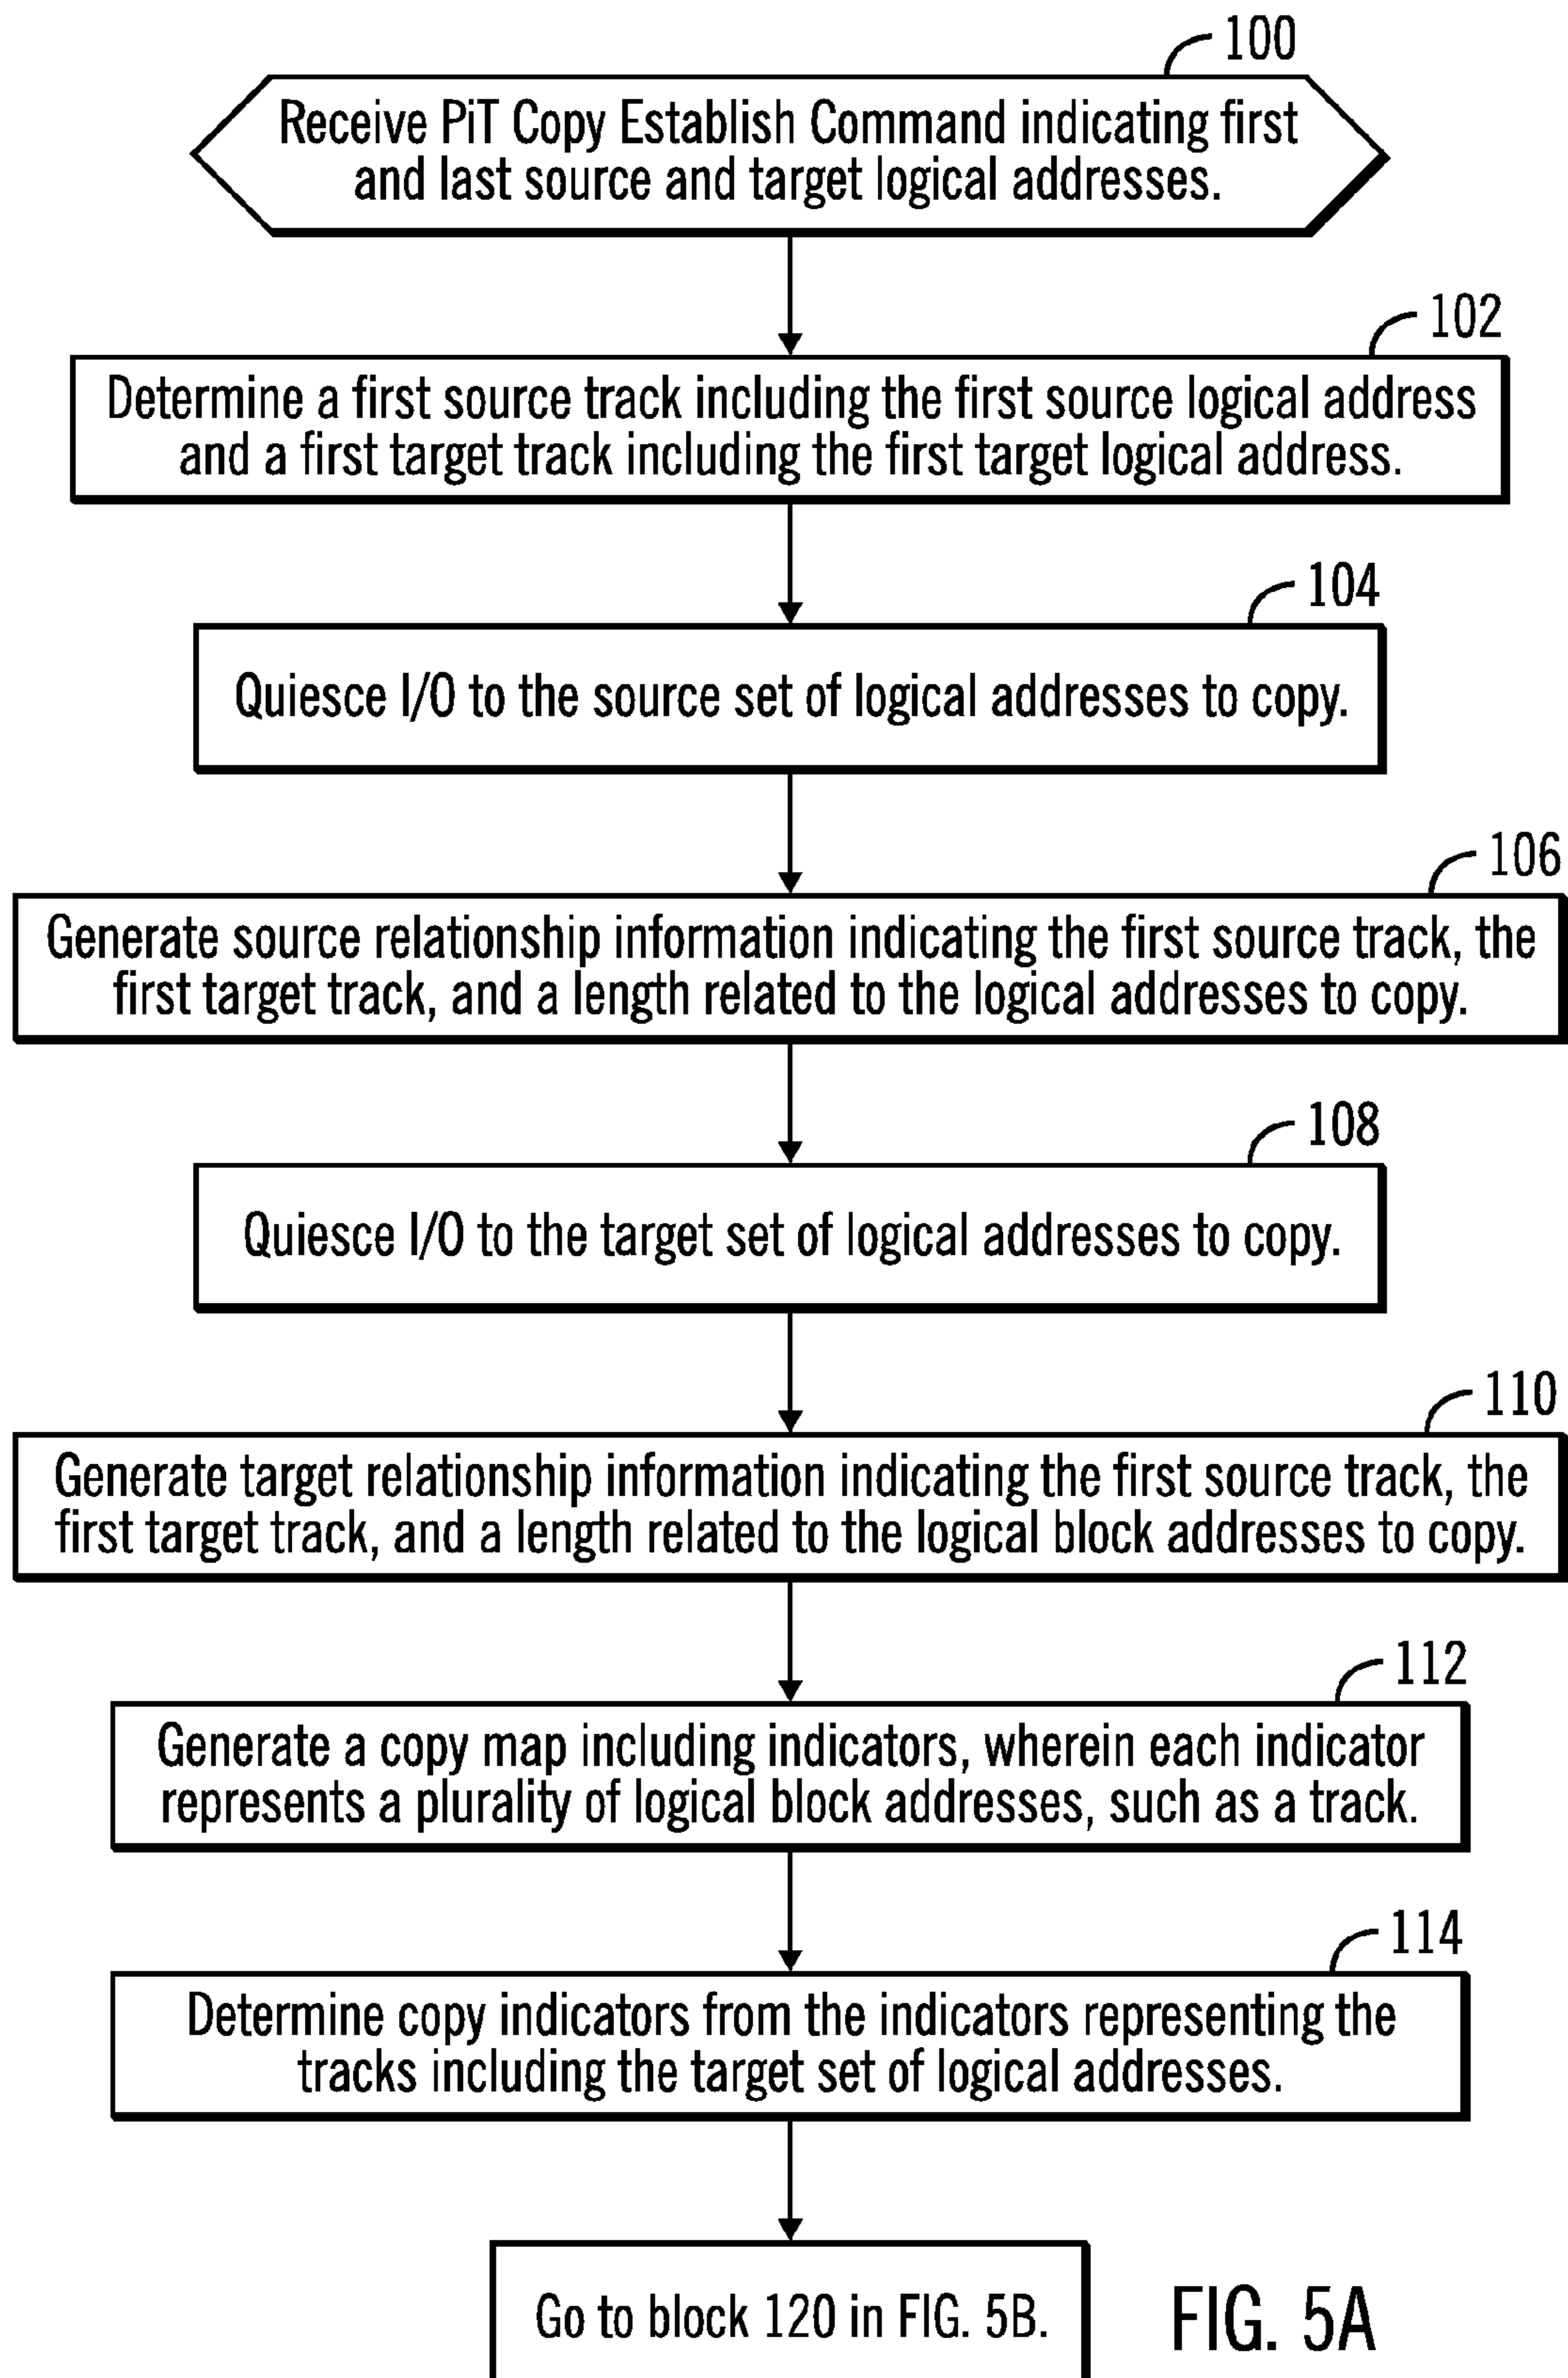 100
Receive PiT Copy Establish Command indicating first
and last source and target logical addresses.
102
Determine a first source track including the first source logical address
and a first target track including the first target logical address.
104
Quiesce I/O to the source set of logical addresses to copy.
106
Generate source relationship information indicating the first source track, the
first target track, and a length related to the logical addresses to copy.
108
Quiesce I/O to the target set of logical addresses to copy.
110
Generate target relationship information indicating the first source track, the
first target track, and a length related to the logical block addresses to copy.
112
Generate a copy map including indicators, wherein each indicator
represents a plurality of logical block addresses, such as a track.
114
Determine copy indicators from the indicators representing the
tracks including the target set of logical addresses.
Go to block 120 in FIG. 5B.
FIG. 5A